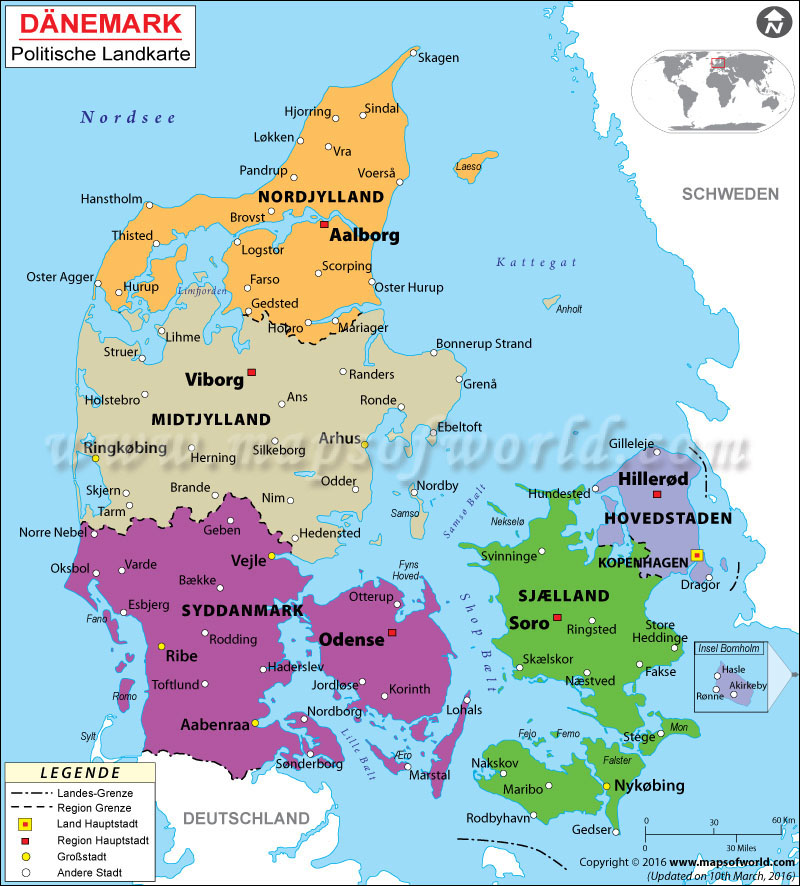 DÄNEMARK
Politische Landkarte
N
Skagen
Nordsee
Hjorring
Sindal
Løkken
Vra
Pandrup
Voerså
Laeso
SCHWEDEN
Hanstholm
NORDJYLLAND
Brovst
Aalborg
Thisted
Logstor
Kattegat
Oster Agger
Hurup
Limfjorden
Farso
Scorping
Oster Hurup
Gedsted
Anholt
Hobro
Mariager
Lihme
Struer
Bonnerup Strand
Viborg
Randers
Grenå
Holstebro
Ans
Ronde
MIDTJYLLAND
Ebeltoft
Ringkøbing
Silkeborg
Arhus
www.mapsofworld.com
Herning
Gilleleje
Hillerød
Skjern
Brande
Odder
Nordby
Hundested
Tarm
Nim
Samso
Samsø Bælt
Nekselø
HOVEDSTADEN
Norre Nebel
Geben
Hedensted
Oksbol
Varde
Vejle
Svinninge
KOPENHAGEN
Bække
Fyns
Hoved
Dragor
Esbjerg
SYDDANMARK
Otterup
SJÆLLAND
Fano
Rodding
Odense
Shop Bælt
Soro
Ringsted
Store
Heddinge
Ribe
Haderslev
Skælskor
Fakse
Insel Bornholm
Hasle
Rønne
Akirkeby
Romo
Toftlund
Jordløse
Korinth
Næstved
Aabenraa
Nordborg
Lohals
Sylt
Lille Bælt
Æro
Fejo
Femo
Stege
Mon
Sønderborg
Marstal
Nakskov
Falster
Maribo
Nykøbing
Rodbyhavn
Gedser
DEUTSCHLAND
LEGENDE
Landes-Grenze
Region Grenze
Land Hauptstadt
Region Hauptstadt
Großstadt
Andere Stadt
0 30 60 Km
0 30 Miles
Copyright © 2016 www.mapsofworld.com
(Updated on 10th March, 2016)